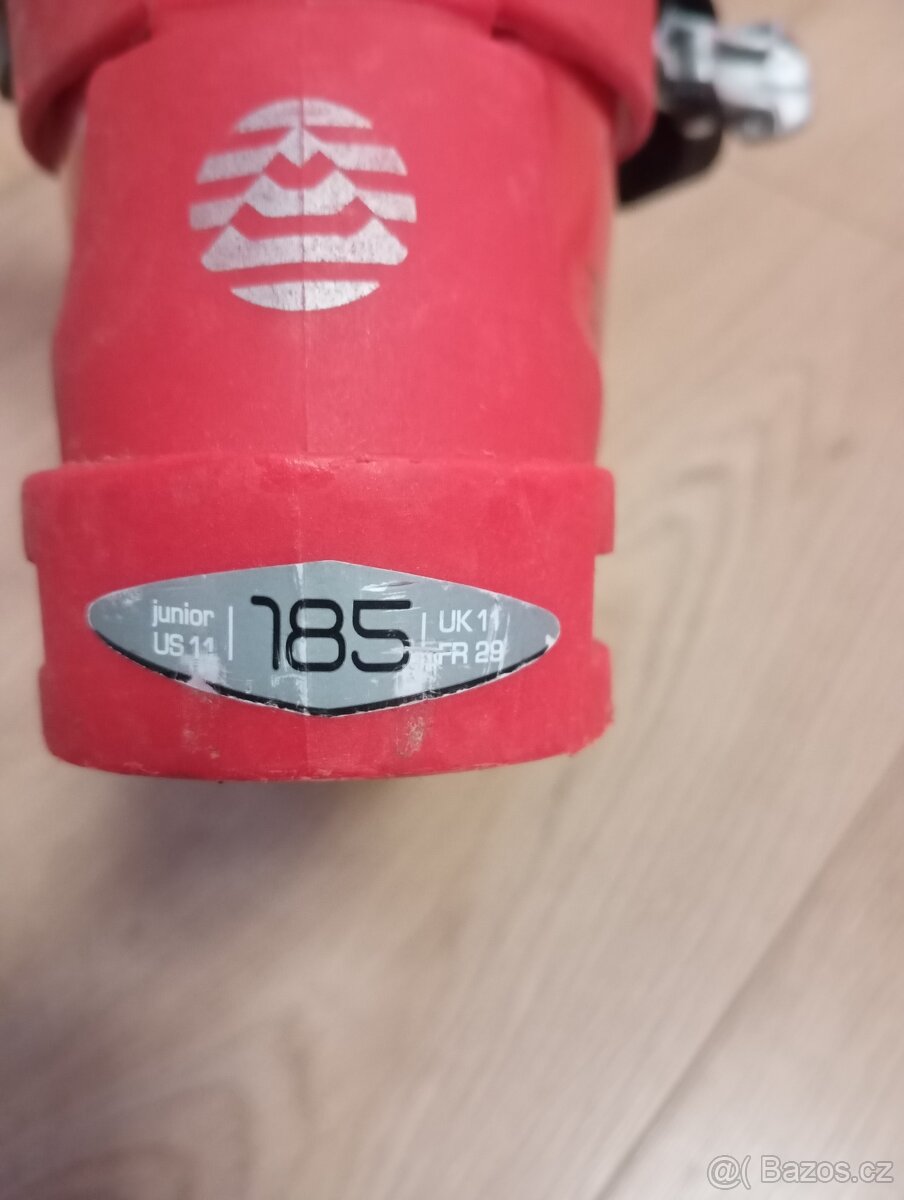 junior
US 11
185
UK 11
FR 29
@( Bazos.cz